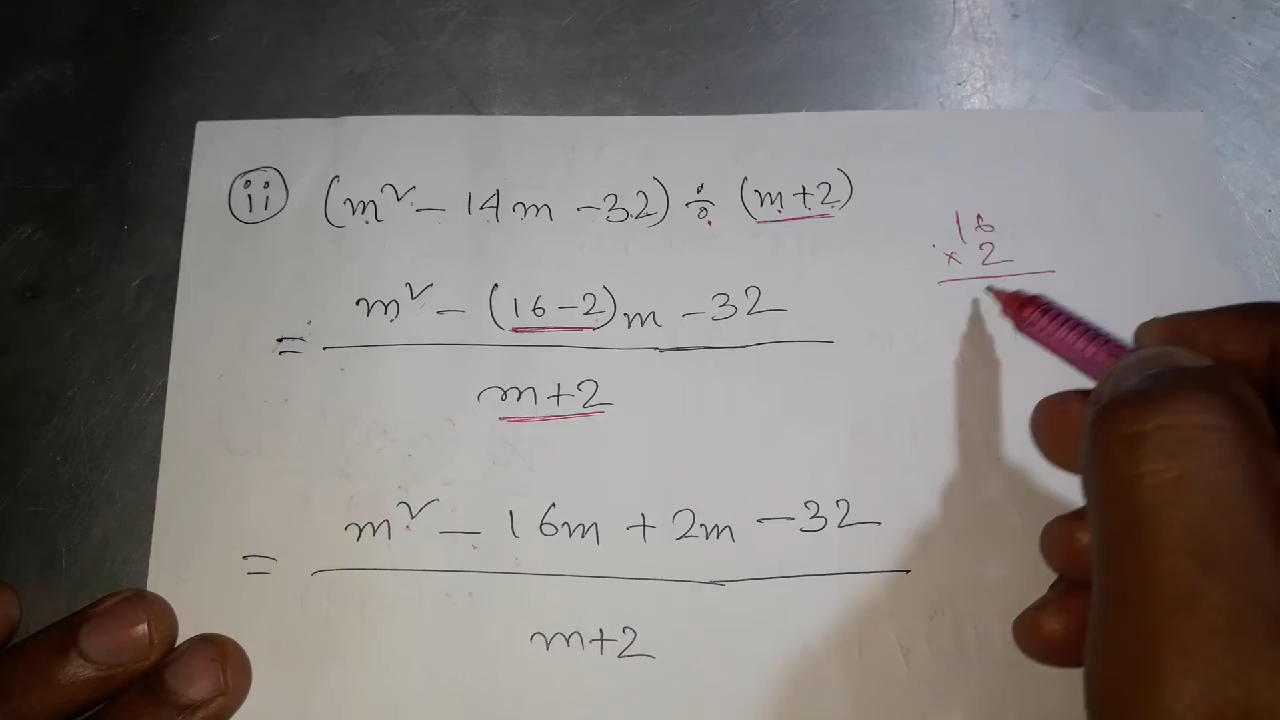 ii (m² - 14m - 32) ÷ (m+2)
16
× 2
= m² - (16-2)m - 32
m+2
= m² - 16m + 2m - 32
m+2